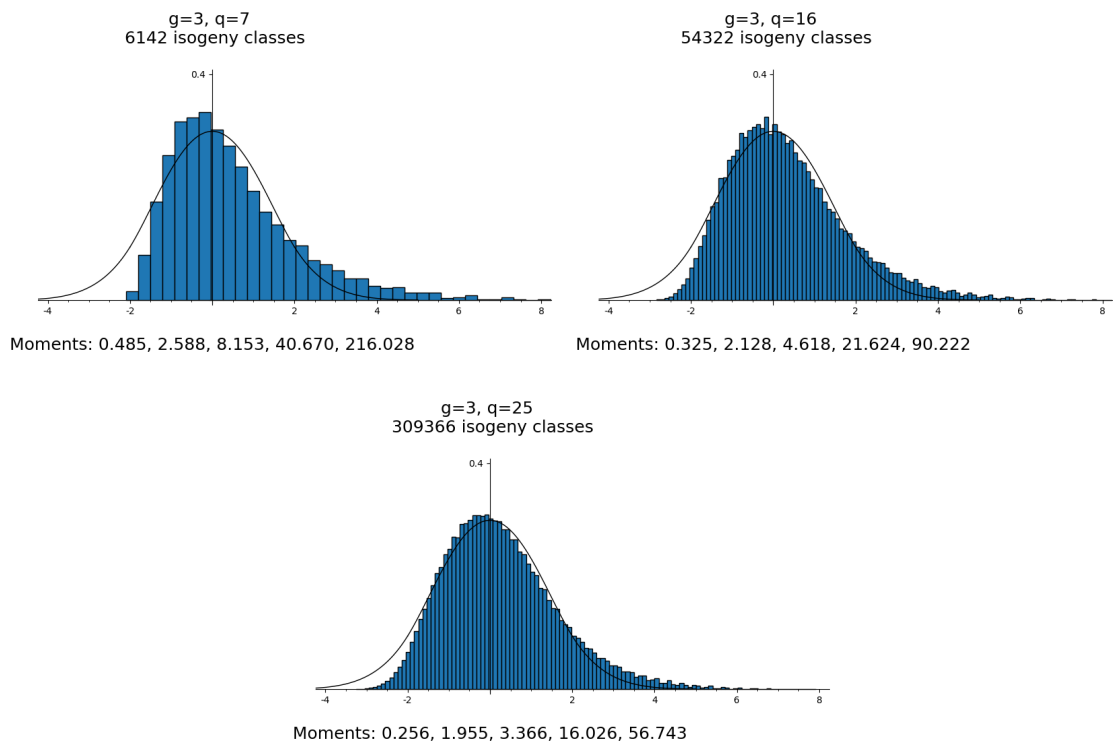 g=3, q=7
6142 isogeny classes
0.4
-4 -2 2 4 6 8
Moments: 0.485, 2.588, 8.153, 40.670, 216.028
g=3, q=16
54322 isogeny classes
0.4
-4 -2 2 4 6 8
Moments: 0.325, 2.128, 4.618, 21.624, 90.222
g=3, q=25
309366 isogeny classes
0.4
-4 -2 2 4 6 8
Moments: 0.256, 1.955, 3.366, 16.026, 56.743